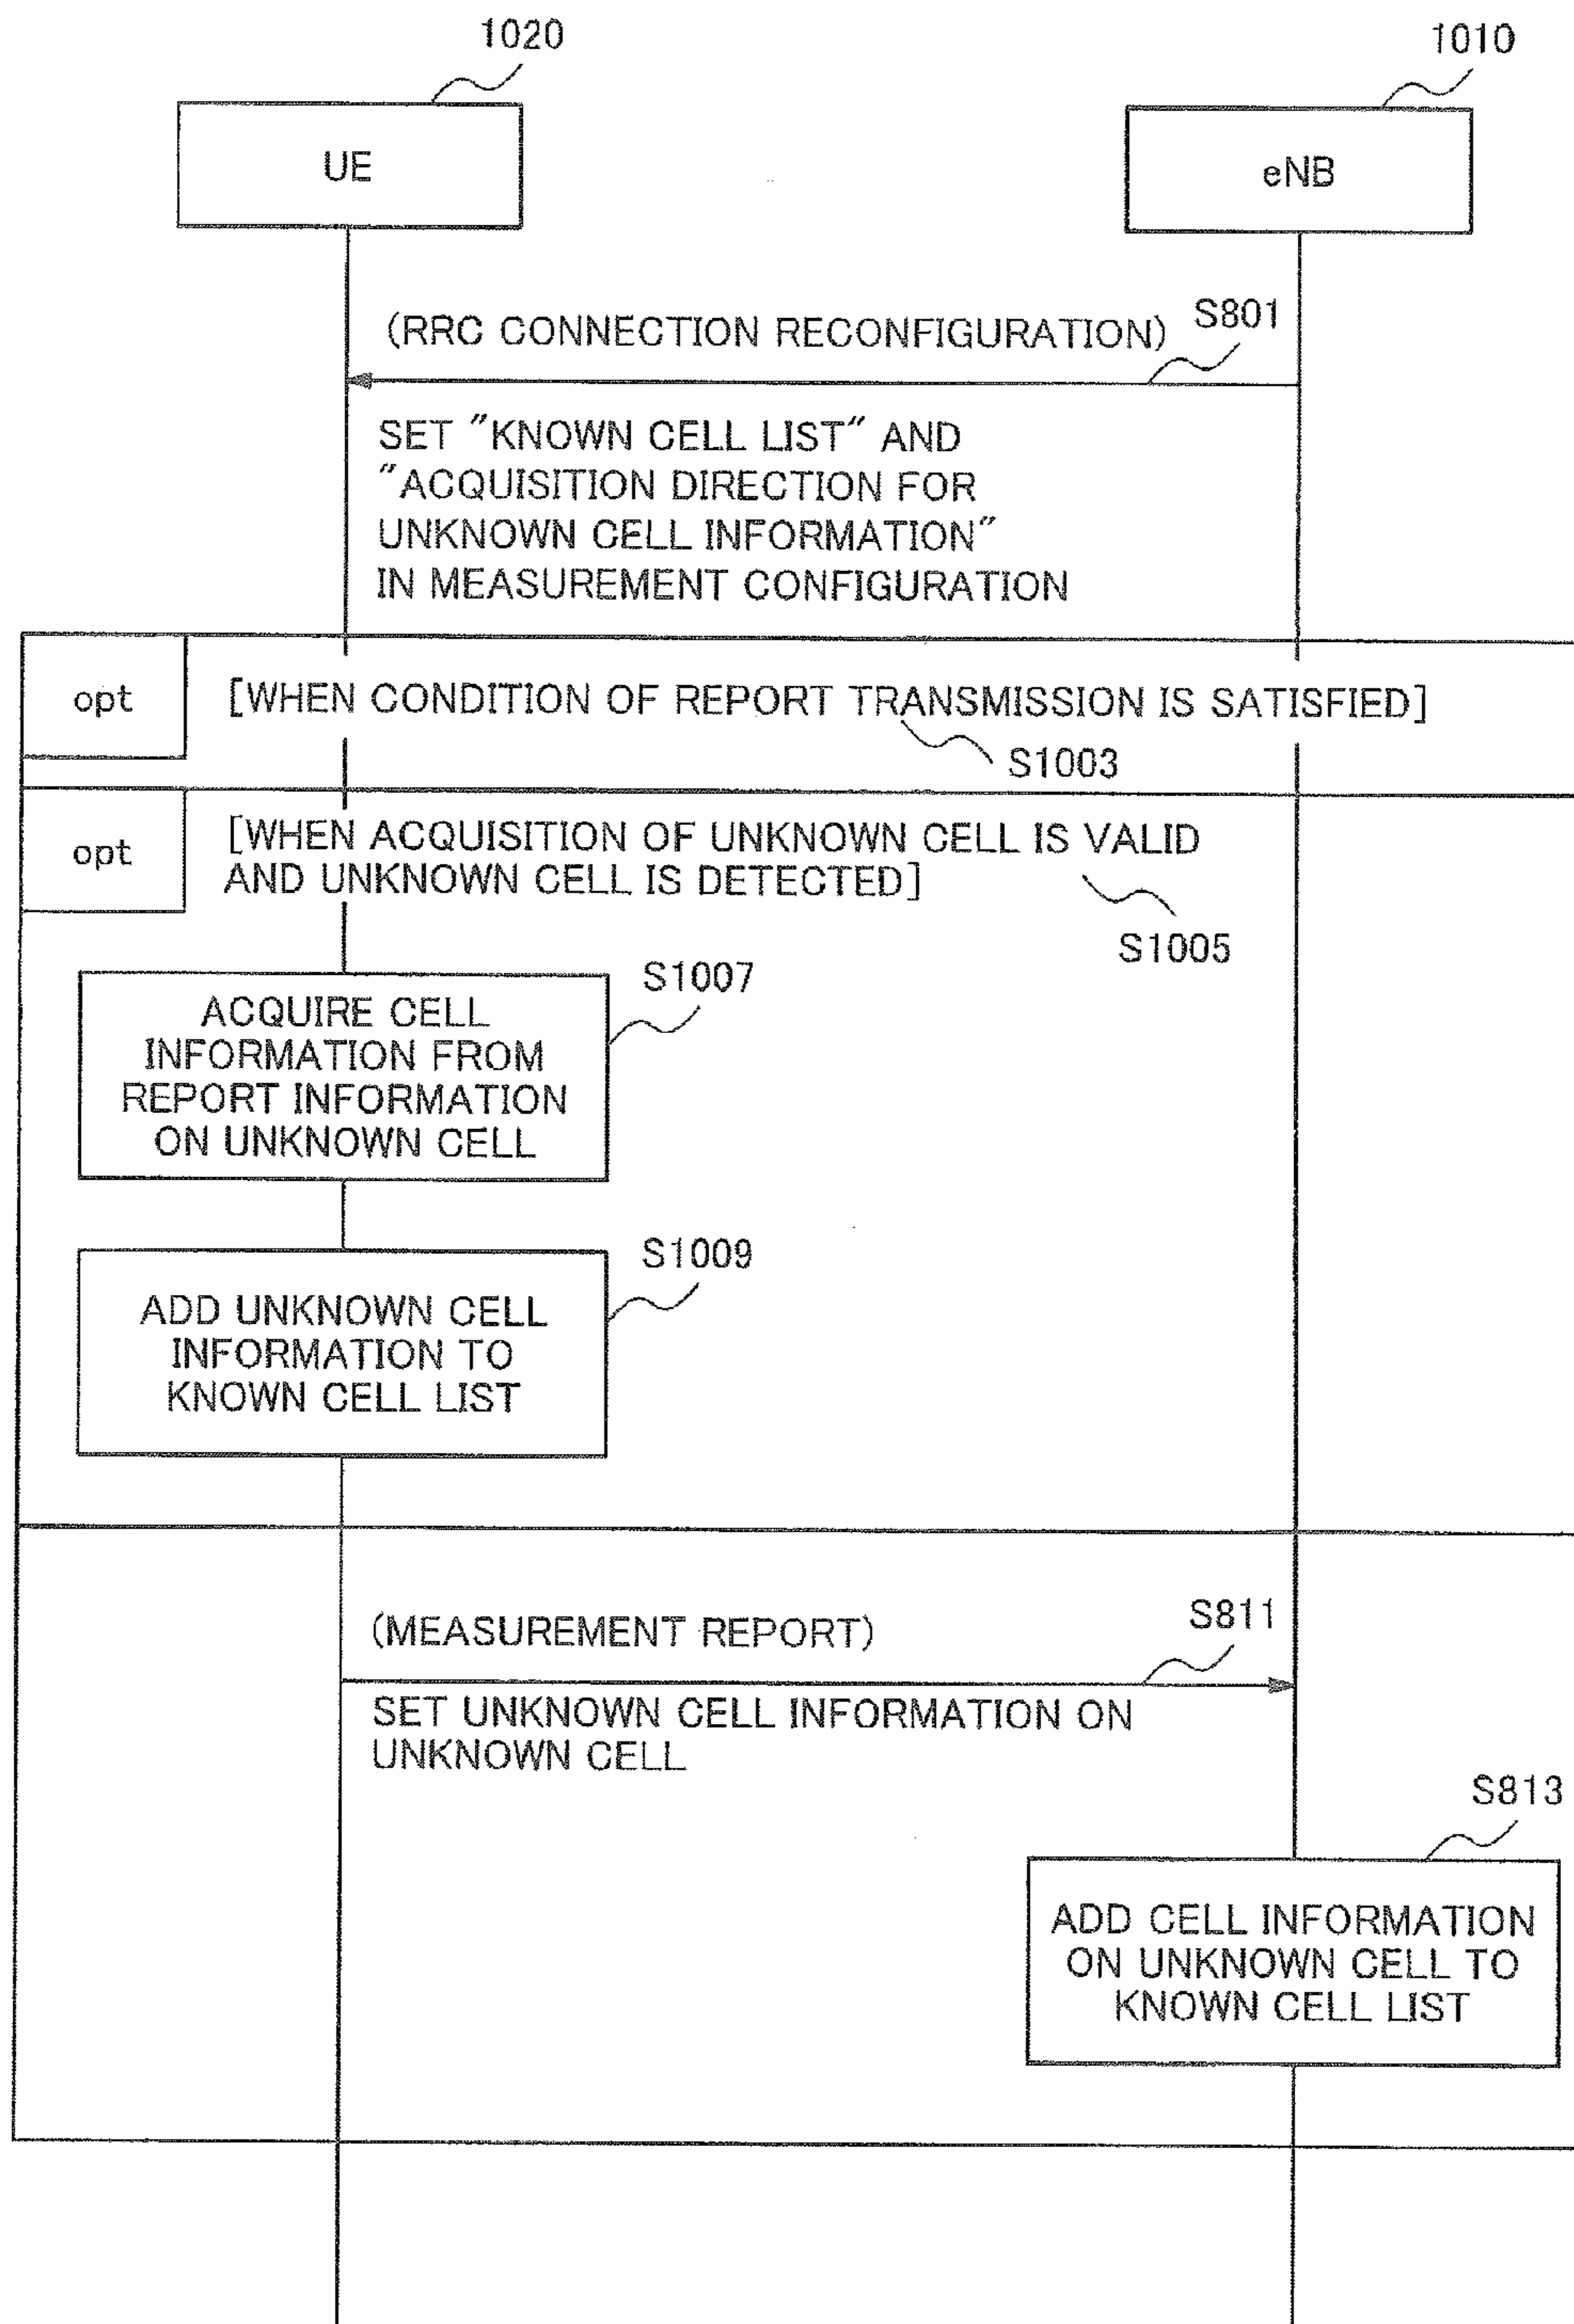 1020
1010
UE
eNB
(RRC CONNECTION RECONFIGURATION)
S801
SET "KNOWN CELL LIST" AND
"ACQUISITION DIRECTION FOR
UNKNOWN CELL INFORMATION"
IN MEASUREMENT CONFIGURATION
opt
[WHEN CONDITION OF REPORT TRANSMISSION IS SATISFIED]
S1003
opt
[WHEN ACQUISITION OF UNKNOWN CELL IS VALID
AND UNKNOWN CELL IS DETECTED]
S1005
S1007
ACQUIRE CELL
INFORMATION FROM
REPORT INFORMATION
ON UNKNOWN CELL
S1009
ADD UNKNOWN CELL
INFORMATION TO
KNOWN CELL LIST
(MEASUREMENT REPORT)
S811
SET UNKNOWN CELL INFORMATION ON
UNKNOWN CELL
S813
ADD CELL INFORMATION
ON UNKNOWN CELL TO
KNOWN CELL LIST